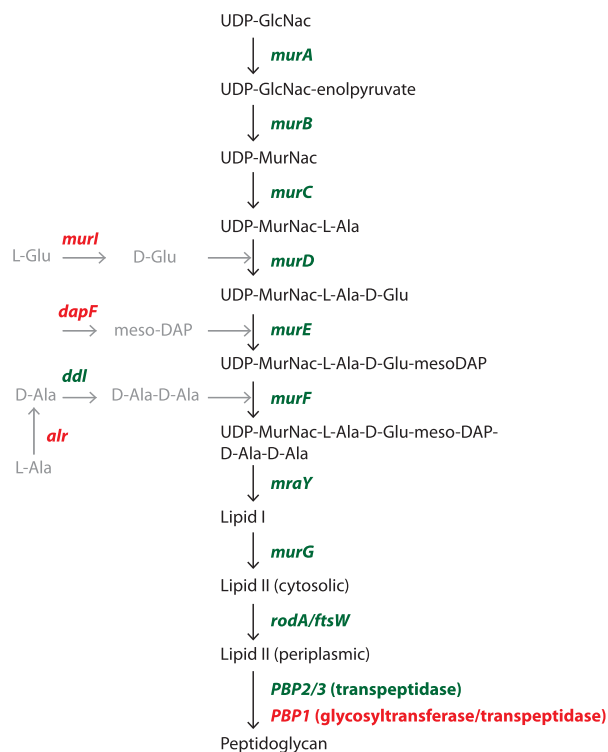 UDP-GlcNac
murA
UDP-GlcNac-enolpyruvate
murB
UDP-MurNac
murC
UDP-MurNac-L-Ala
murI
L-Glu
D-Glu
murD
UDP-MurNac-L-Ala-D-Glu
dapF
meso-DAP
murE
UDP-MurNac-L-Ala-D-Glu-mesoDAP
ddl
D-Ala
D-Ala-D-Ala
murF
alr
L-Ala
UDP-MurNac-L-Ala-D-Glu-meso-DAP-
D-Ala-D-Ala
mraY
Lipid I
murG
Lipid II (cytosolic)
rodA/ftsW
Lipid II (periplasmic)
PBP2/3 (transpeptidase)
PBP1 (glycosyltransferase/transpeptidase)
Peptidoglycan